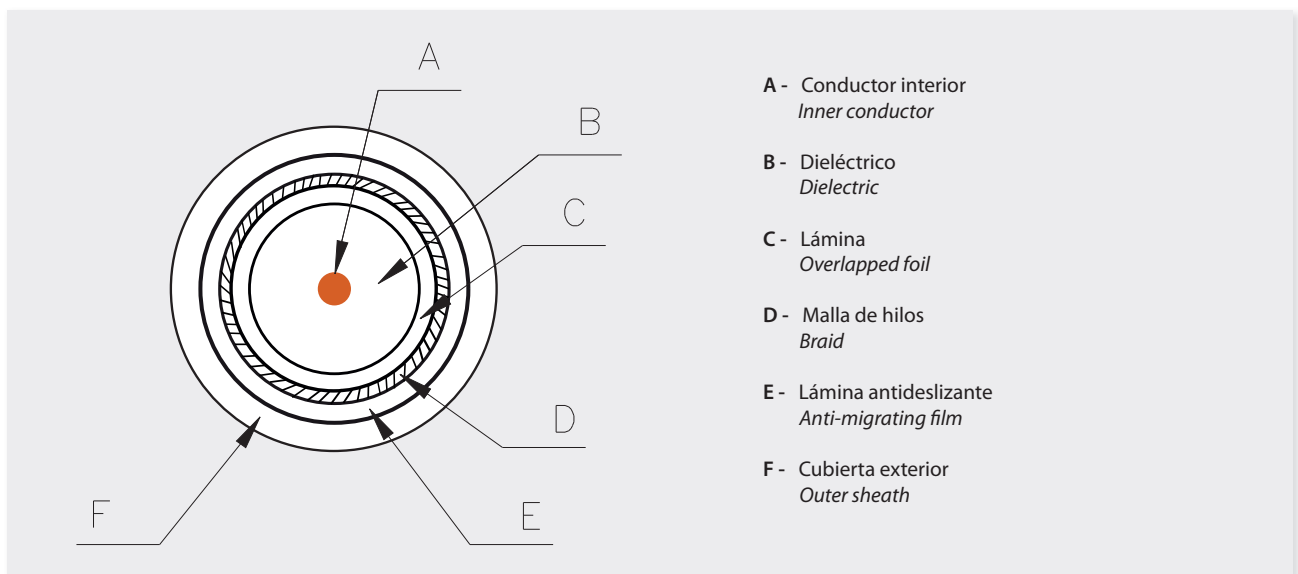 A
B
C
D
E
F
A - Conductor interior
Inner conductor
B - Dieléctrico
Dielectric
C - Lámina
Overlapped foil
D - Malla de hilos
Braid
E - Lámina antideslizante
Anti-migrating film
F - Cubierta exterior
Outer sheath